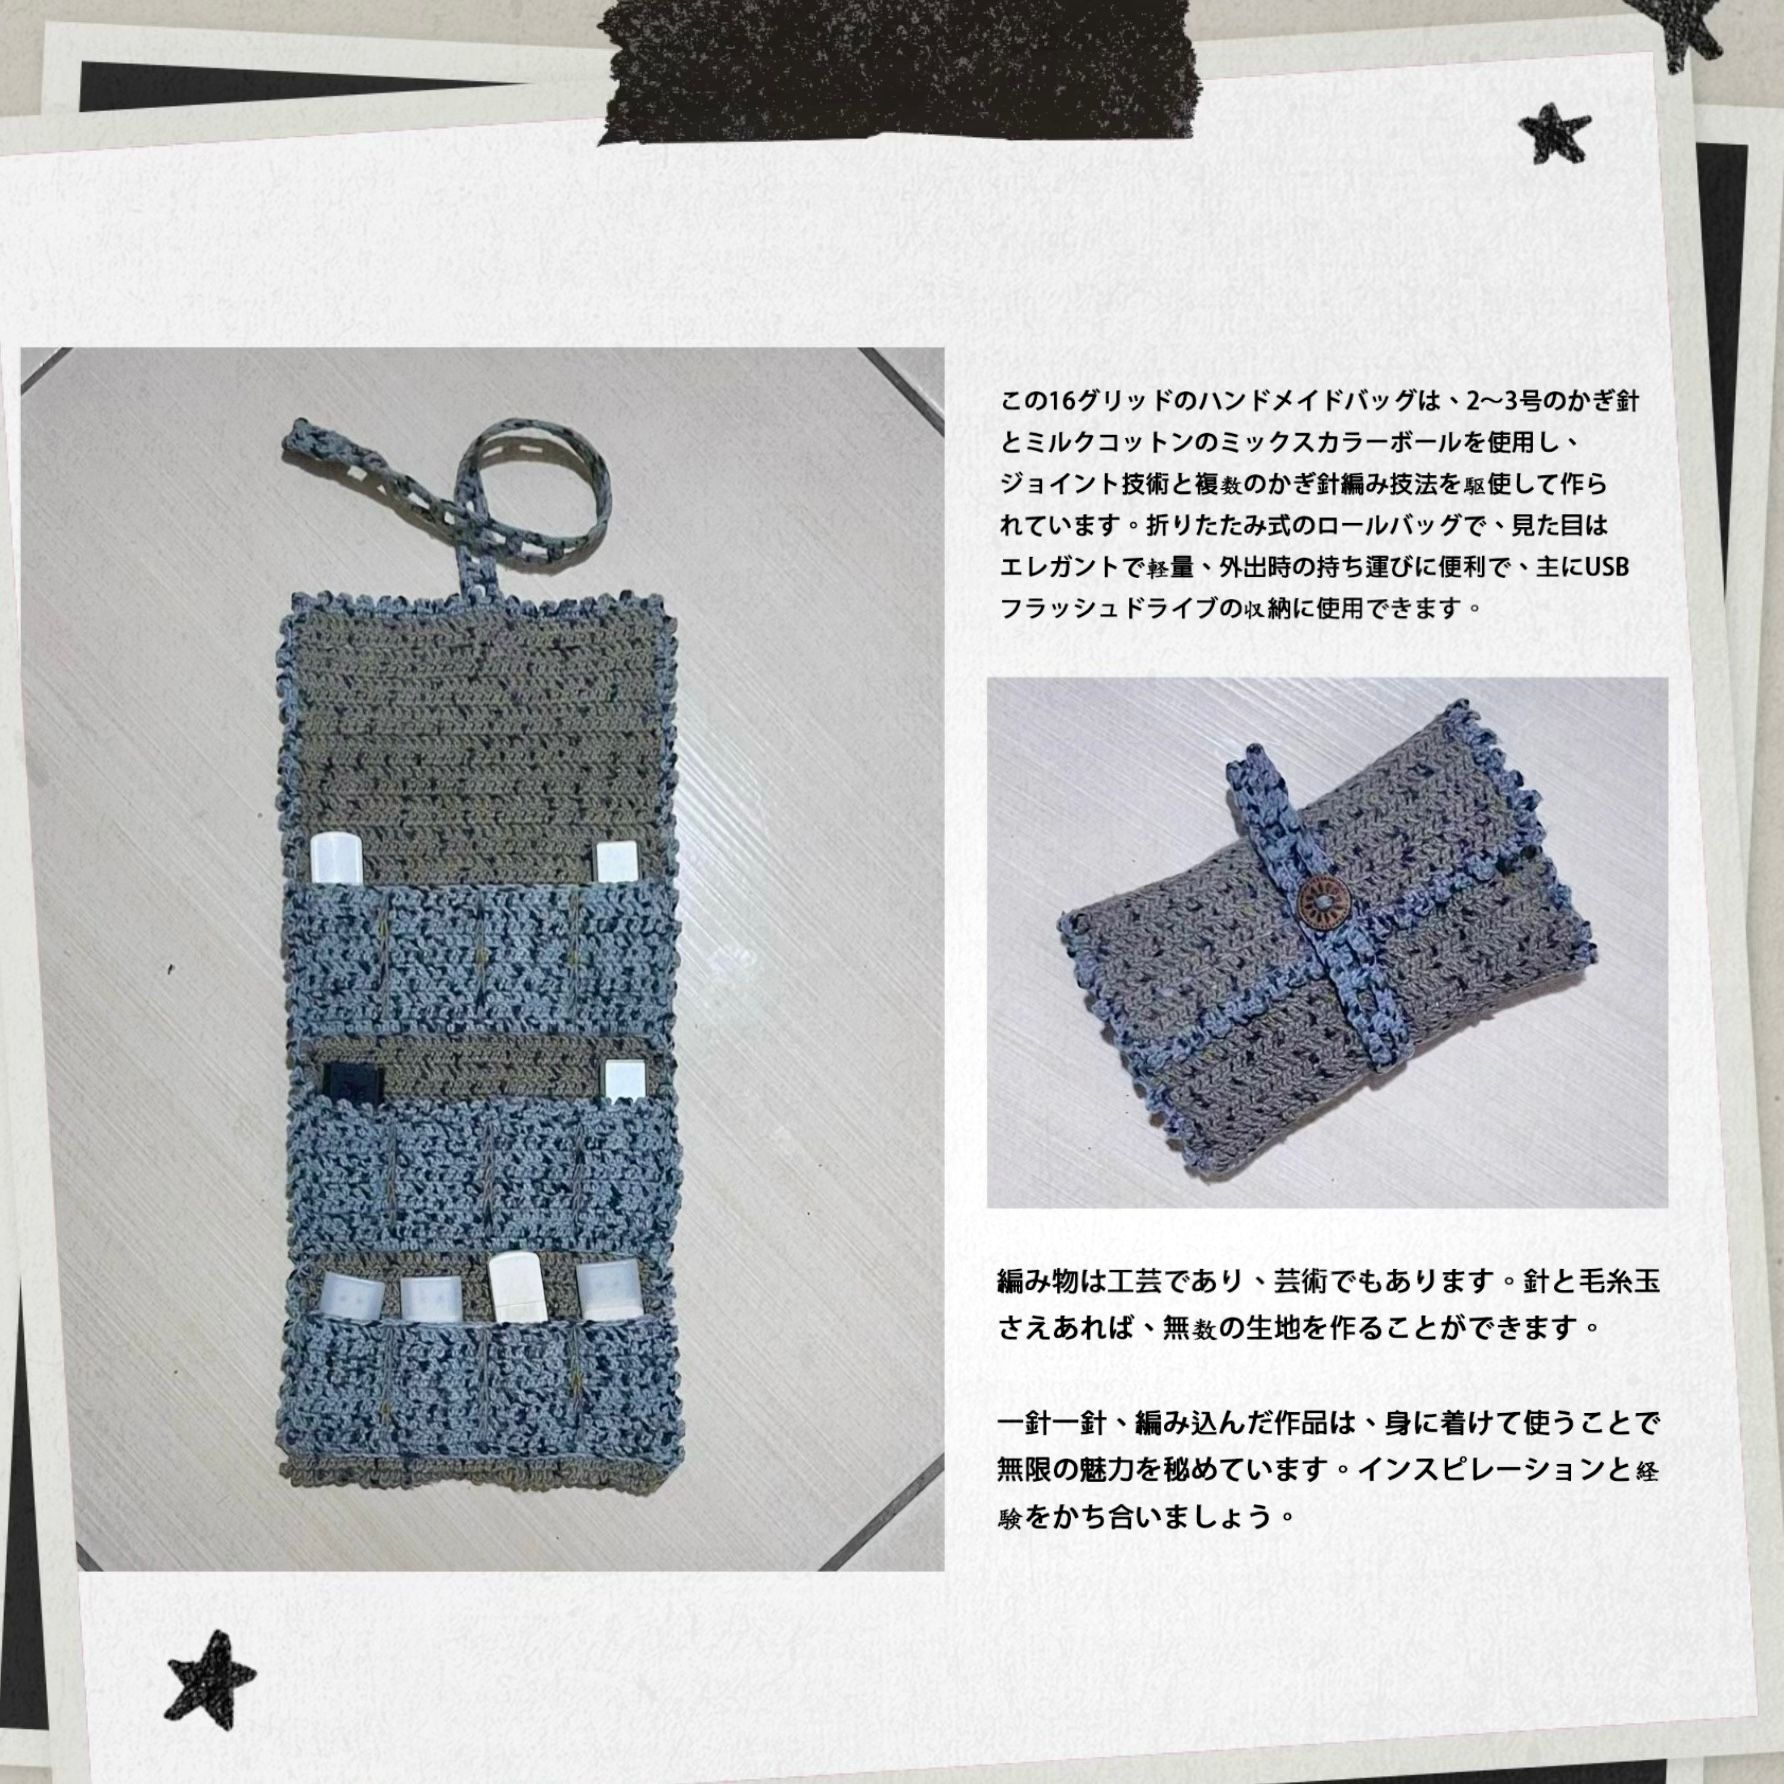 この16グリッドのハンドメイドバッグは、2〜3号のかぎ針
とミルクコットンのミックスカラーボールを使用し、
ジョイント技術と複数のかぎ針編み技法を駆使して作ら
れています。折りたたみ式のロールバッグで、見た目は
エレガントで軽量、外出時の持ち運びに便利で、主にUSB
フラッシュドライブの収納に使用できます。
編み物は工芸であり、芸術でもあります。針と毛糸玉
さえあれば、無数の生地を作ることができます。
一針一針、編み込んだ作品は、身に着けて使うことで
無限の魅力を秘めています。インスピレーションと経
験をかち合いましょう。